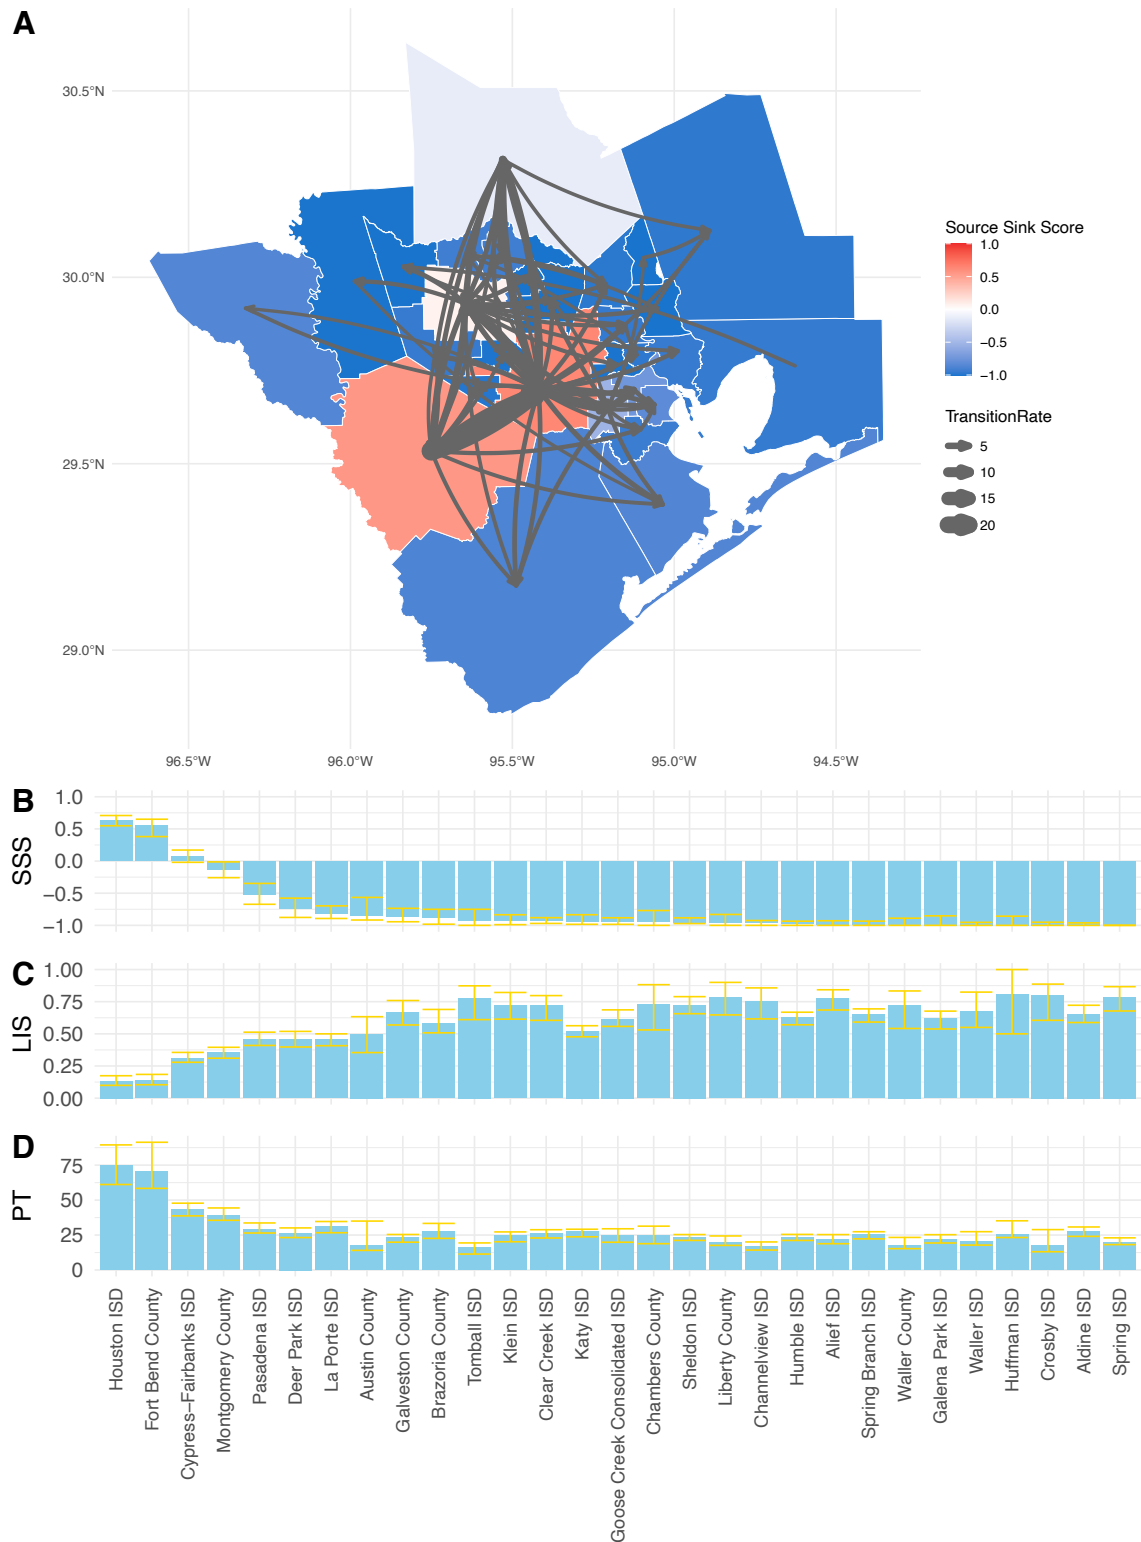 A
30.5°N
30.0°N
29.5°N
29.0°N
96.5°W
96.0°W
95.5°W
95.0°W
94.5°W
Source Sink Score
1.0
0.5
0.0
−0.5
−1.0
TransitionRate
5
10
15
20
B
SSS
1.0
0.5
0.0
−0.5
−1.0
C
LIS
1.00
0.75
0.50
0.25
0.00
D
PT
75
50
25
0
Houston ISD
Fort Bend County
Cypress−Fairbanks ISD
Montgomery County
Pasadena ISD
Deer Park ISD
La Porte ISD
Austin County
Galveston County
Brazoria County
Tomball ISD
Klein ISD
Clear Creek ISD
Katy ISD
Goose Creek Consolidated ISD
Chambers County
Sheldon ISD
Liberty County
Channelview ISD
Humble ISD
Alief ISD
Spring Branch ISD
Waller County
Galena Park ISD
Waller ISD
Huffman ISD
Crosby ISD
Aldine ISD
Spring ISD